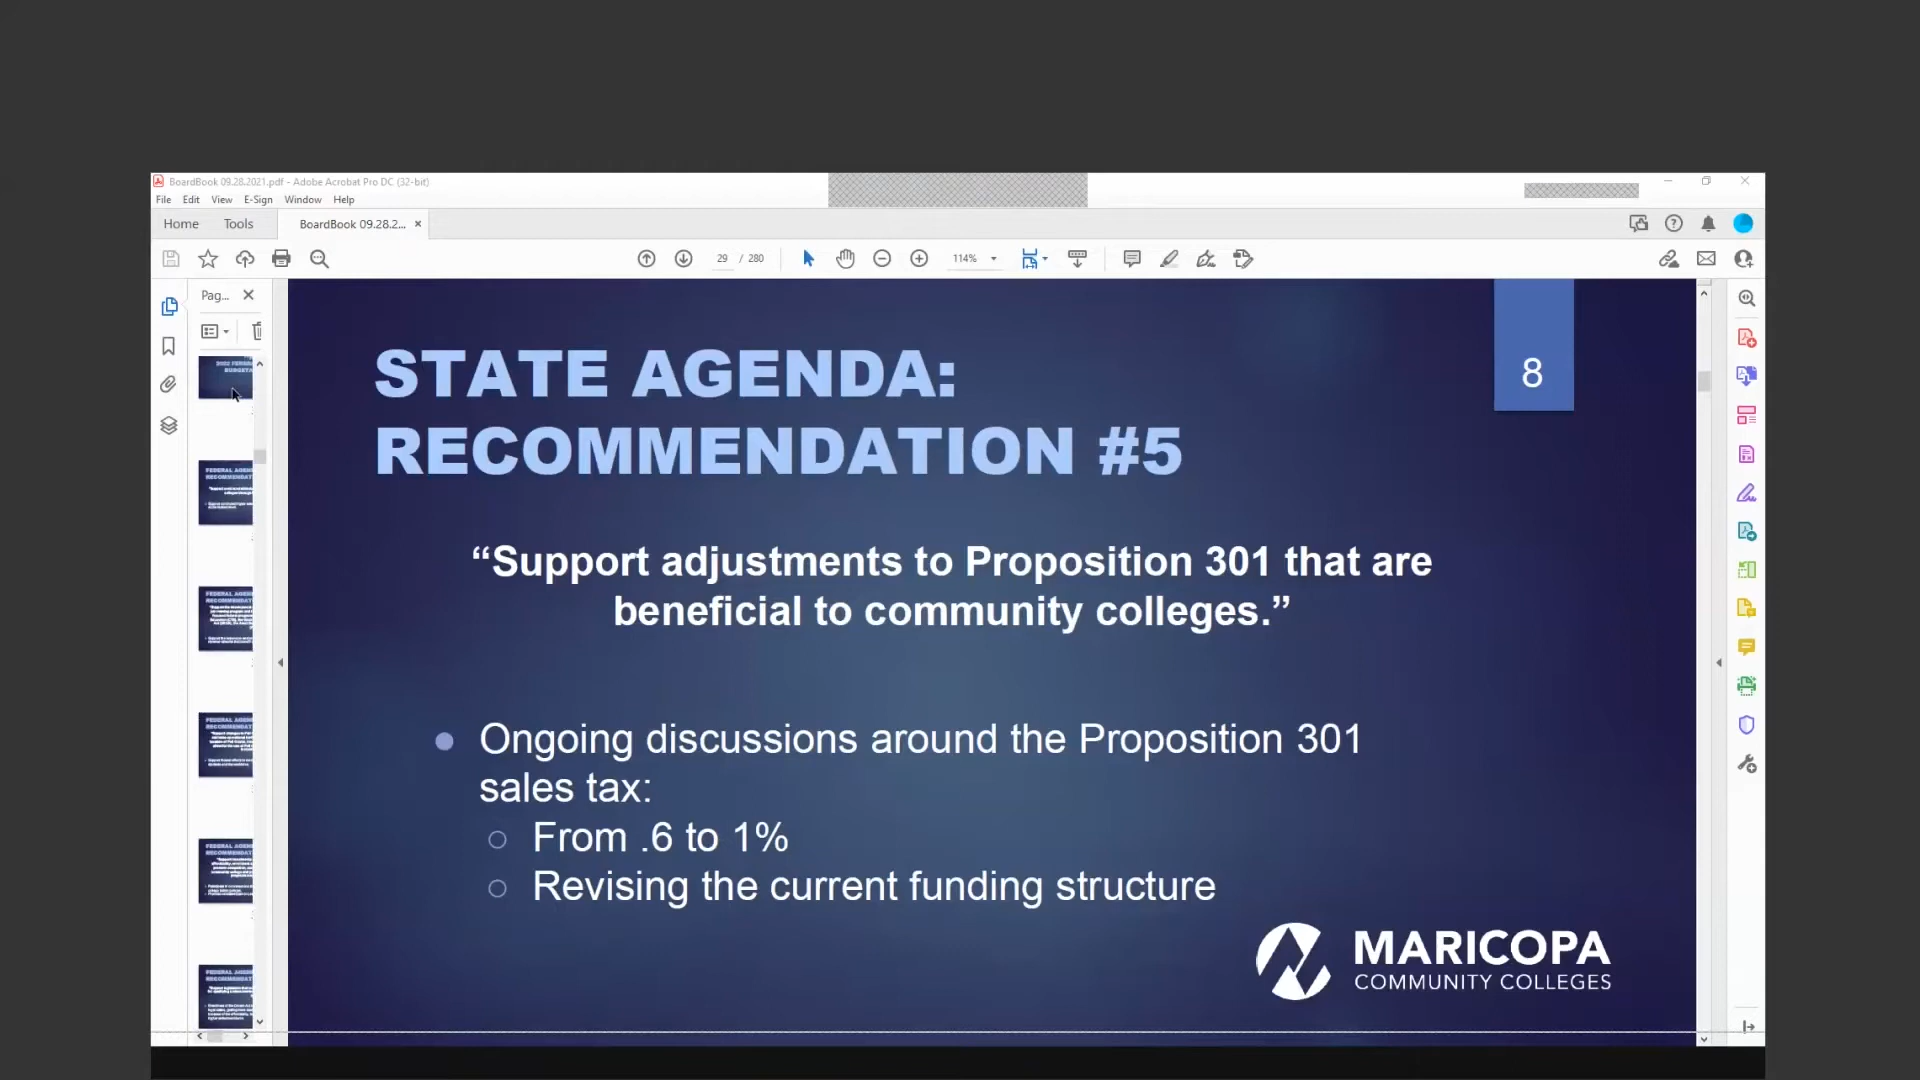 BoardBook 09.28.2021.pdf - Adobe Acrobat Pro DC (32-bit)
File Edit View E-Sign Window Help
Home Tools BoardBook 09.28.2... ×
29 / 280 114%
Pag...
STATE AGENDA:
RECOMMENDATION #5
8
“Support adjustments to Proposition 301 that are
beneficial to community colleges.”
Ongoing discussions around the Proposition 301
sales tax:
From .6 to 1%
Revising the current funding structure
MARICOPA
COMMUNITY COLLEGES